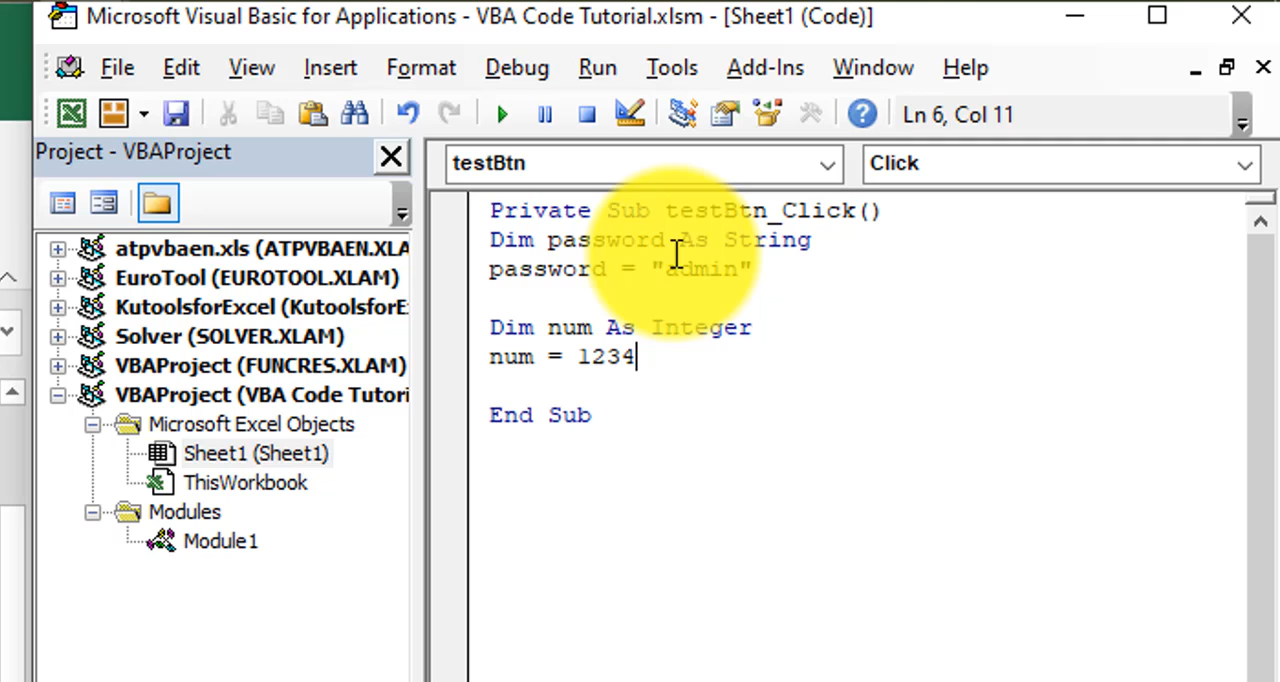 Microsoft Visual Basic for Applications - VBA Code Tutorial.xlsm - [Sheet1 (Code)]
File Edit View Insert Format Debug Run Tools Add-Ins Window Help
Ln 6, Col 11
Project - VBAProject
testBtn
Click
atpvbaen.xls (ATPVBAEN.XLA
EuroTool (EUROTOOL.XLAM)
KutoolsforExcel (KutoolsforE
Solver (SOLVER.XLAM)
VBAProject (FUNCRES.XLAM)
VBAProject (VBA Code Tutori
Microsoft Excel Objects
Sheet1 (Sheet1)
ThisWorkbook
Modules
Module1
Private Sub testBtn_Click()
Dim password As String
password = "admin"
Dim num As Integer
num = 1234
End Sub